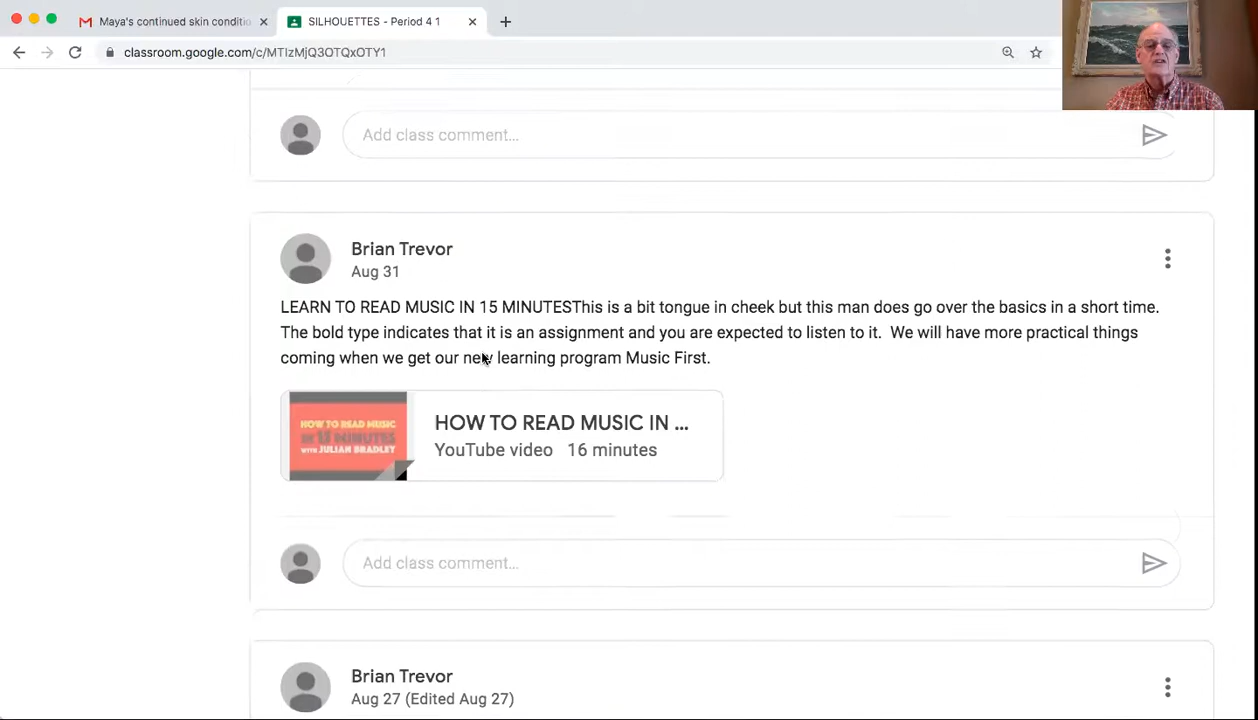 Maya's continued skin conditio
SILHOUETTES - Period 4 1
classroom.google.com/c/MTIzMjQ3OTQxOTY1
Add class comment...
Brian Trevor
Aug 31
LEARN TO READ MUSIC IN 15 MINUTESThis is a bit tongue in cheek but this man does go over the basics in a short time.
The bold type indicates that it is an assignment and you are expected to listen to it. We will have more practical things
coming when we get our new learning program Music First.
HOW TO READ MUSIC
IN 15 MINUTES
WITH JULIAN BRADLEY
HOW TO READ MUSIC IN ...
YouTube video 16 minutes
Add class comment...
Brian Trevor
Aug 27 (Edited Aug 27)